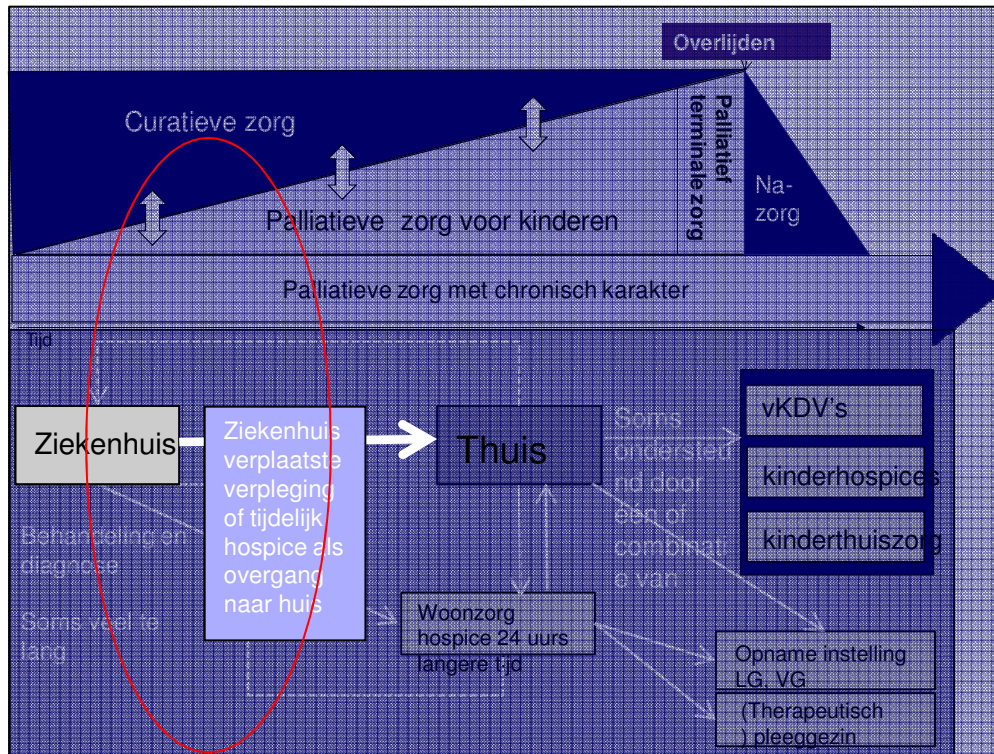 Overlijden
Curatieve zorg
Palliatief
terminale zorg
Na-
zorg
Palliatieve zorg voor kinderen
Palliatieve zorg met chronisch karakter
Tijd
Ziekenhuis
Ziekenhuis
verplaatste
verpleging
of tijdelijk
hospice als
overgang
naar huis
Thuis
Soms
ondersteu
nd door
één of
combinati
e van
vKDV's
kinderhospices
kinderthuiszorg
Behandeling en
diagnose
Soms veel te
lang
Woonzorg
hospice 24 uurs
langere tijd
Opname instelling
LG, VG
(Therapeutisch
) pleeggezin